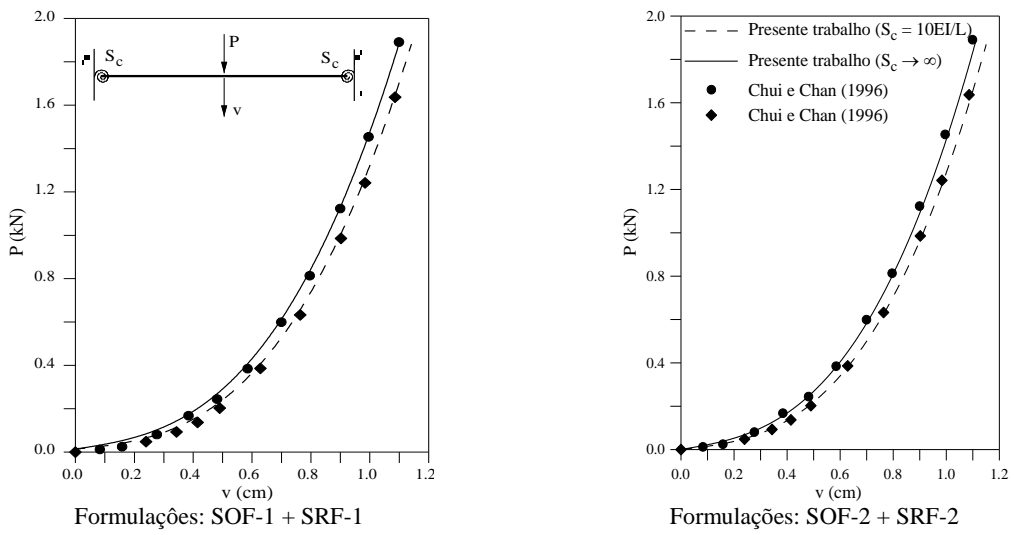 2.0
1.6
1.2
0.8
0.4
0.0
P (kN)
S_c
P
S_c
v
0.0
0.2
0.4
0.6
0.8
1.0
1.2
v (cm)
Formulaçôes: SOF-1 + SRF-1
2.0
1.6
1.2
0.8
0.4
0.0
P (kN)
Presente trabalho (S_c = 10EI/L)
Presente trabalho (S_c → ∞)
Chui e Chan (1996)
Chui e Chan (1996)
0.0
0.2
0.4
0.6
0.8
1.0
1.2
v (cm)
Formulações: SOF-2 + SRF-2